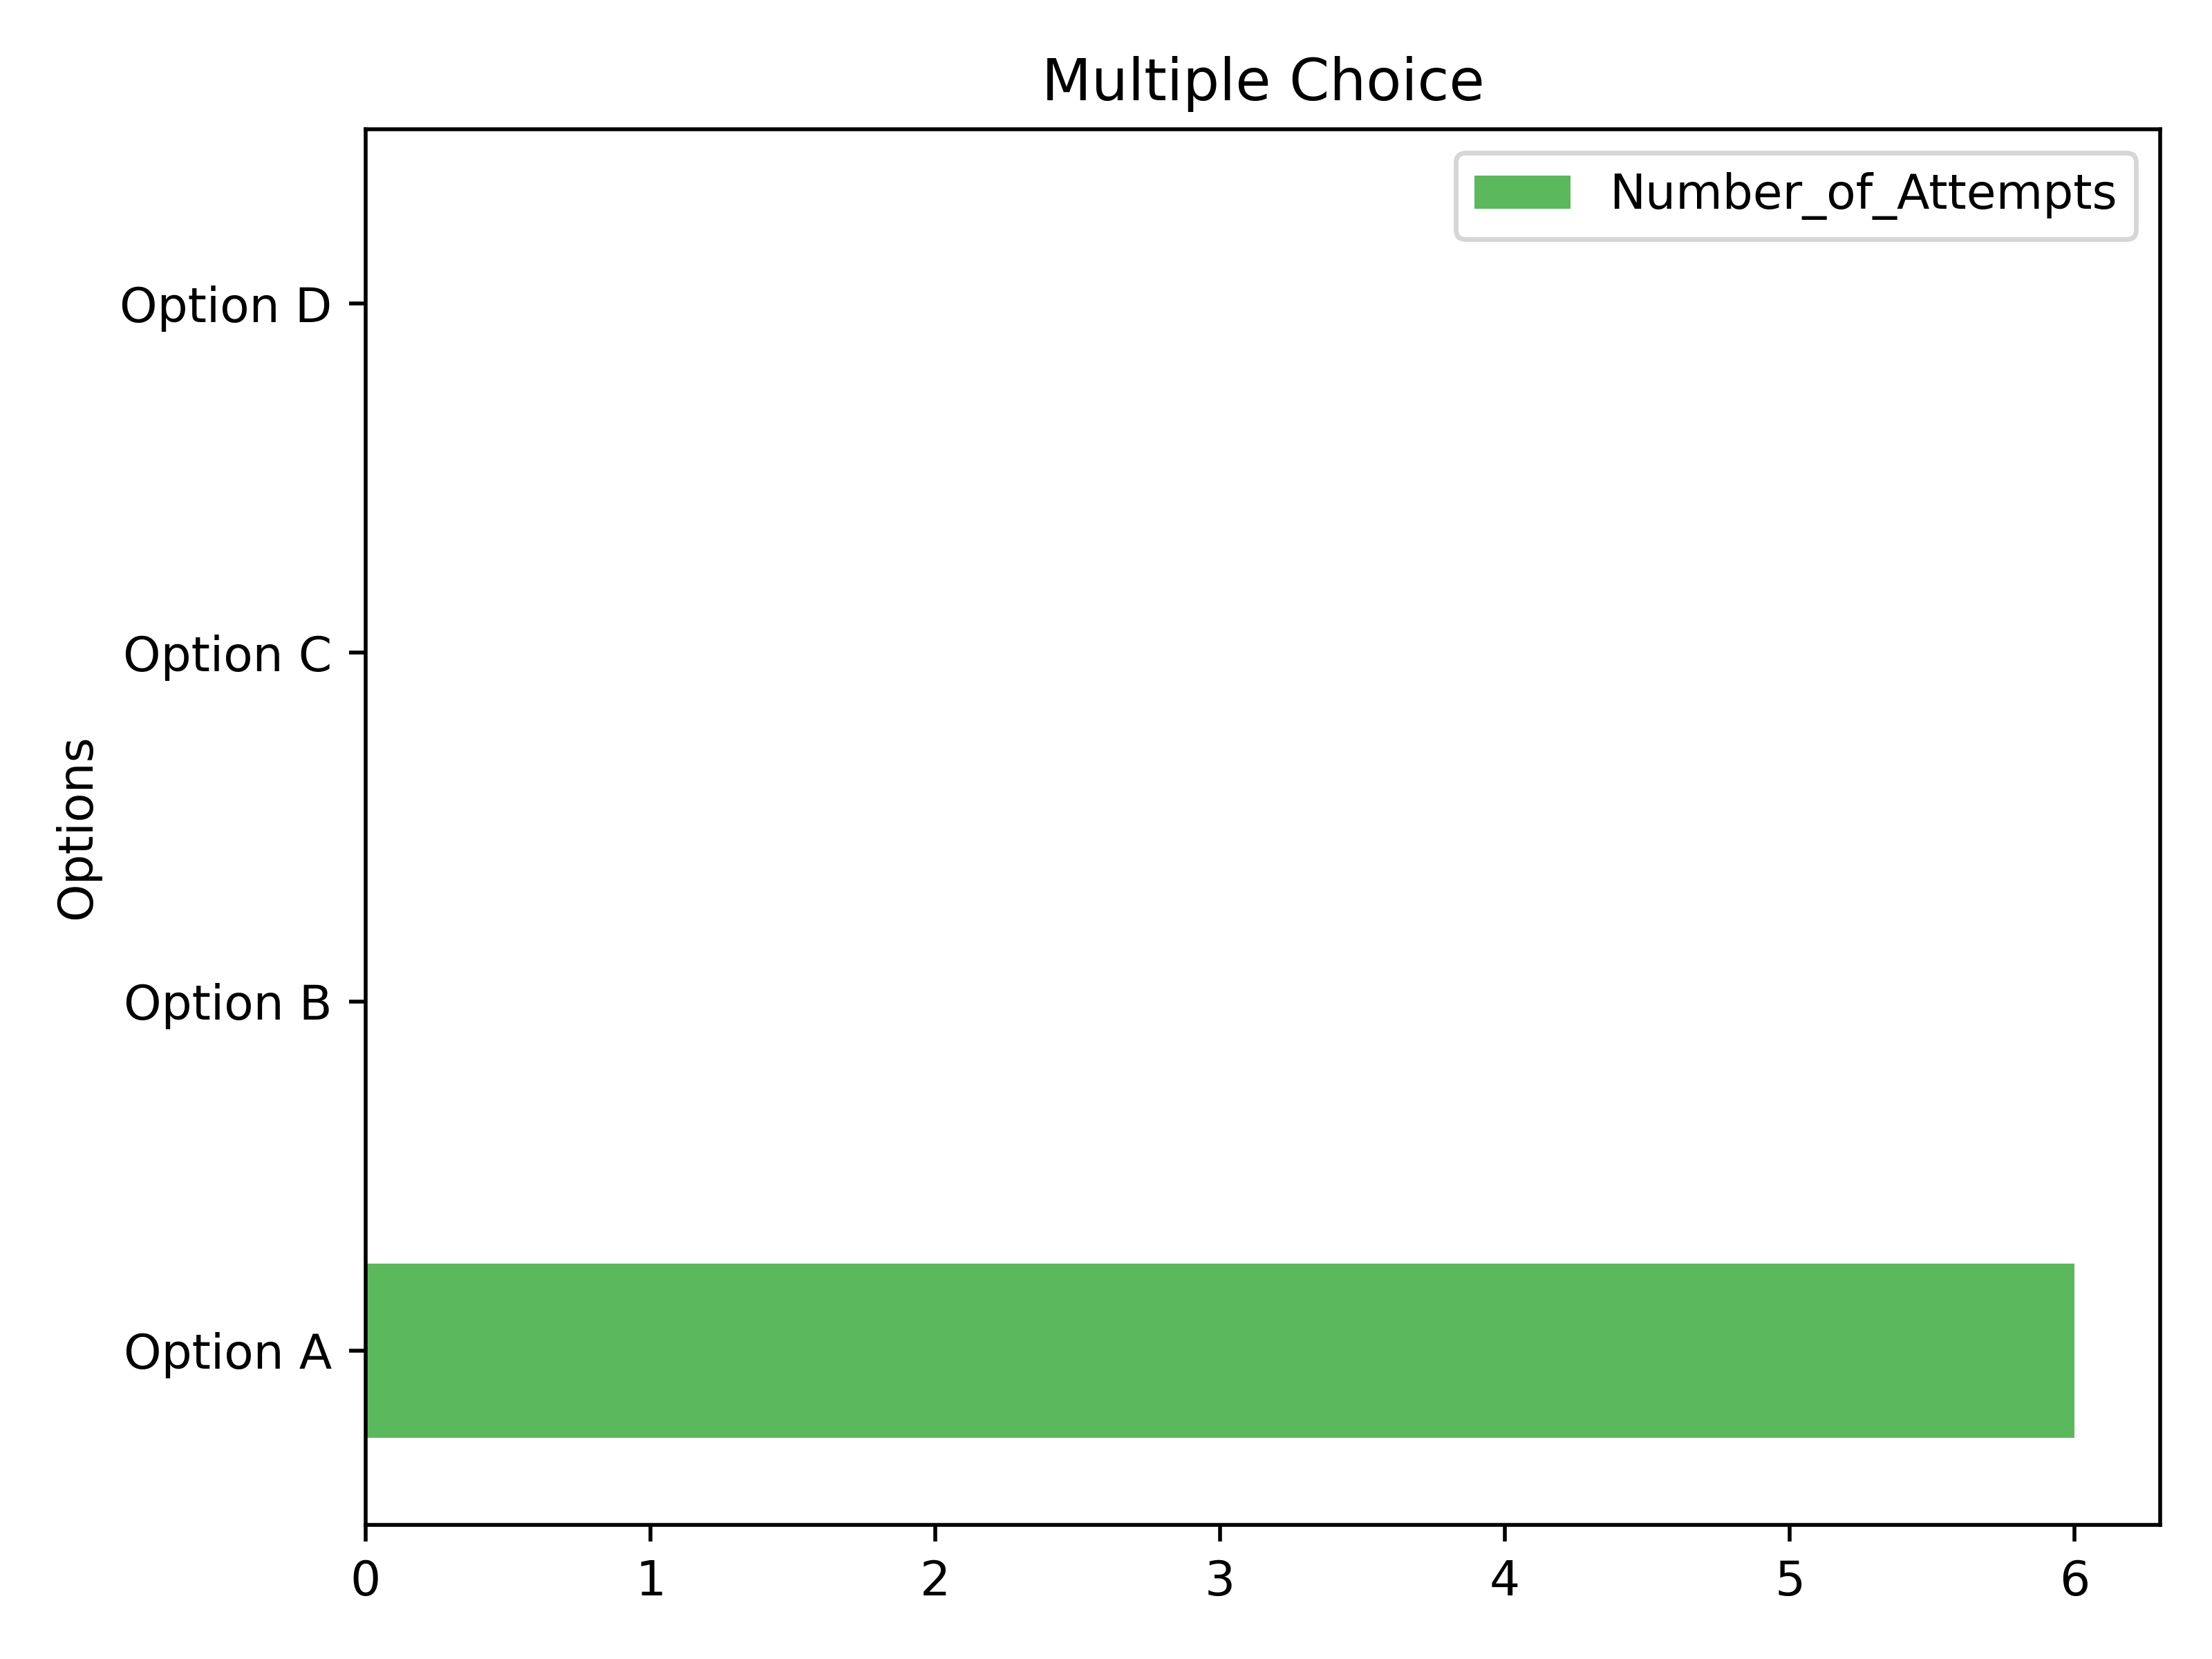 Multiple Choice
Number_of_Attempts
Option D
Option C
Options
Option B
Option A
0 1 2 3 4 5 6